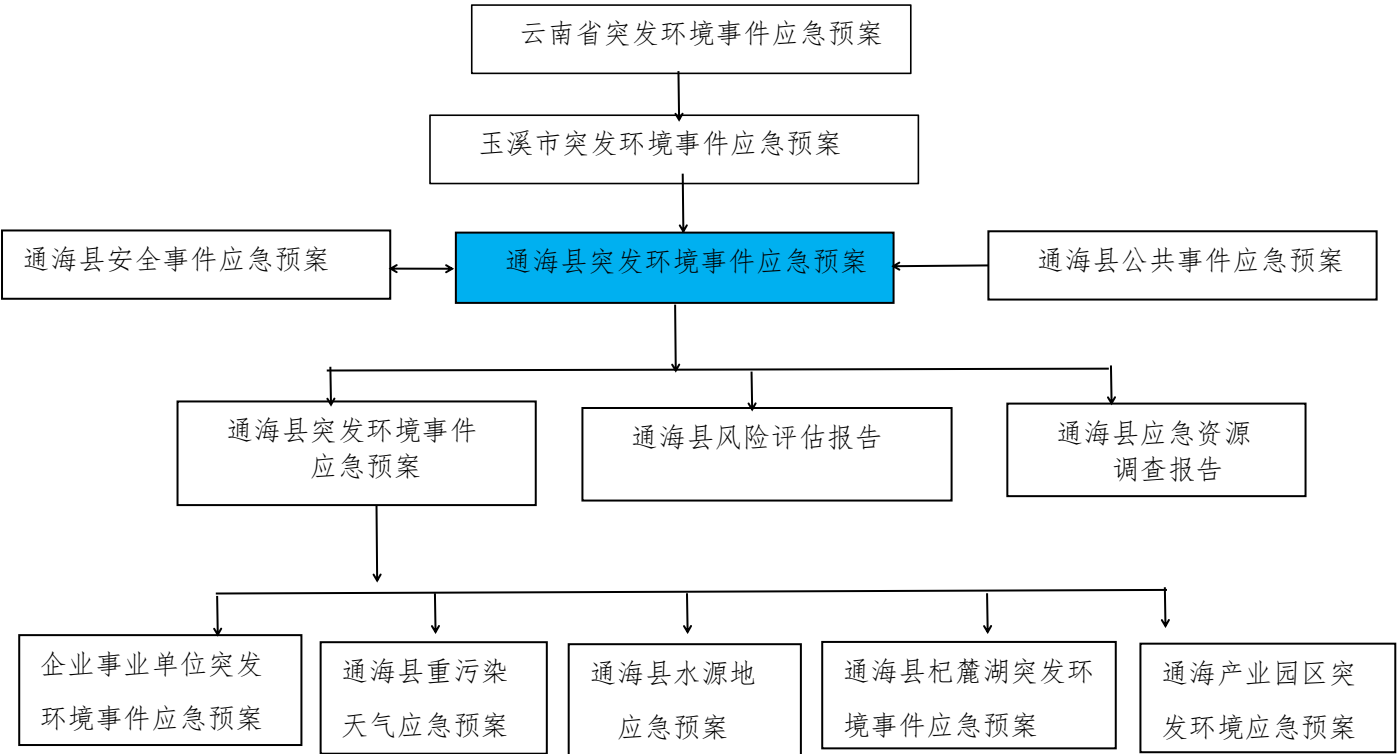 云南省突发环境事件应急预案
玉溪市突发环境事件应急预案
通海县安全事件应急预案
通海县突发环境事件应急预案
通海县公共事件应急预案
通海县突发环境事件
应急预案
通海县风险评估报告
通海县应急资源
调查报告
企业事业单位突发
环境事件应急预案
通海县重污染
天气应急预案
通海县水源地
应急预案
通海县杞麓湖突发环
境事件应急预案
通海产业园区突
发环境应急预案